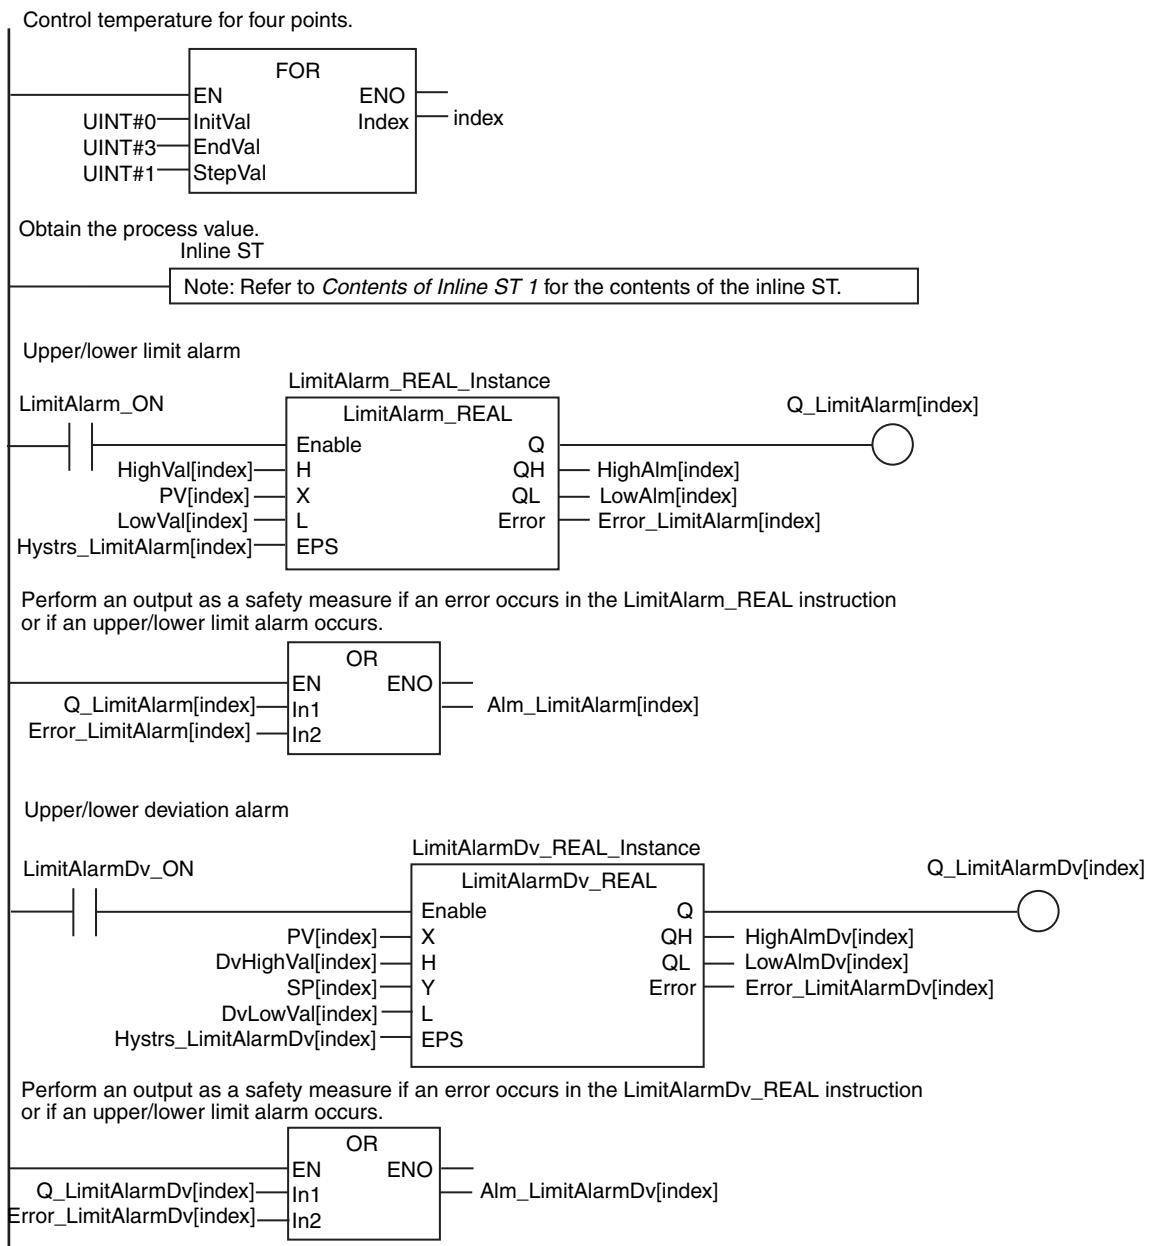 Control temperature for four points.
FOR
EN ENO
UINT#0 InitVal Index index
UINT#3 EndVal
UINT#1 StepVal
Obtain the process value.
Inline ST
Note: Refer to Contents of Inline ST 1 for the contents of the inline ST.
Upper/lower limit alarm
LimitAlarm_REAL_Instance
LimitAlarm_ON LimitAlarm_REAL Q_LimitAlarm[index]
Enable Q
HighVal[index] H QH HighAlm[index]
PV[index] X QL LowAlm[index]
LowVal[index] L Error Error_LimitAlarm[index]
Hystrs_LimitAlarm[index] EPS
Perform an output as a safety measure if an error occurs in the LimitAlarm_REAL instruction
or if an upper/lower limit alarm occurs.
OR
EN ENO
Q_LimitAlarm[index] In1 Alm_LimitAlarm[index]
Error_LimitAlarm[index] In2
Upper/lower deviation alarm
LimitAlarmDv_REAL_Instance
LimitAlarmDv_ON LimitAlarmDv_REAL Q_LimitAlarmDv[index]
Enable Q
PV[index] X QH HighAlmDv[index]
DvHighVal[index] H QL LowAlmDv[index]
SP[index] Y Error Error_LimitAlarmDv[index]
DvLowVal[index] L
Hystrs_LimitAlarmDv[index] EPS
Perform an output as a safety measure if an error occurs in the LimitAlarmDv_REAL instruction
or if an upper/lower limit alarm occurs.
OR
EN ENO
Q_LimitAlarmDv[index] In1 Alm_LimitAlarmDv[index]
Error_LimitAlarmDv[index] In2